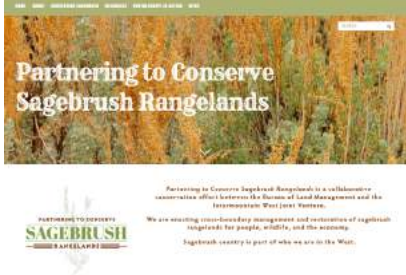 HOME ABOUT
Partnering to Conserve
Sagebrush Rangelands
Partnering to Conserve Sagebrush Rangelands is a collaborative
conservation effort between the Bureau of Land Management and the
Intermountain West Joint Venture.
We are enacting cross-boundary management and restoration of sagebrush
rangelands for people, wildlife, and the economy.
Sagebrush country is part of who we are in the West.
PARTNERING TO CONSERVE
SAGEBRUSH
RANGELANDS